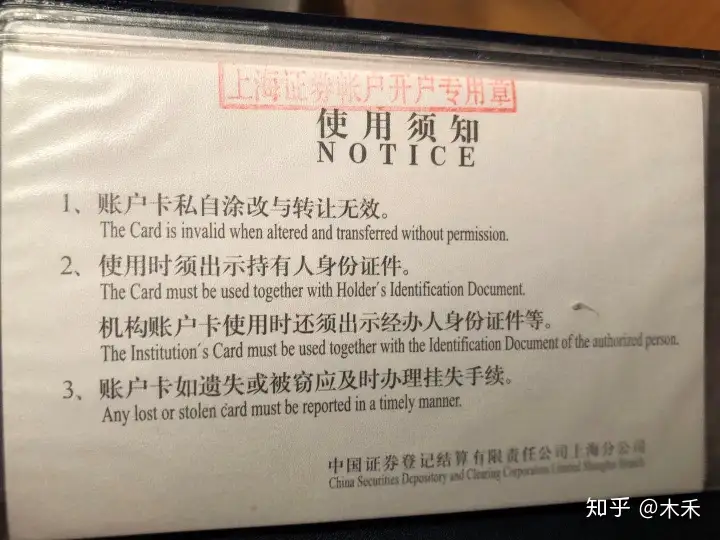 上海证券帐户开户专用章
使用须知
NOTICE
1、账户卡私自涂改与转让无效。
The Card is invalid when altered and transferred without permission.
2、使用时须出示持有人身份证件。
The Card must be used together with Holder's Identification Document.
机构账户卡使用时还须出示经办人身份证件等。
The Institution's Card must be used together with the Identification Document of the authorized person.
3、账户卡如遗失或被窃应及时办理挂失手续。
Any lost or stolen card must be reported in a timely manner.
中国证券登记结算有限责任公司上海分公司
China Securities Depository and Clearing Corporation Limited Shanghai Branch
知乎 @木禾